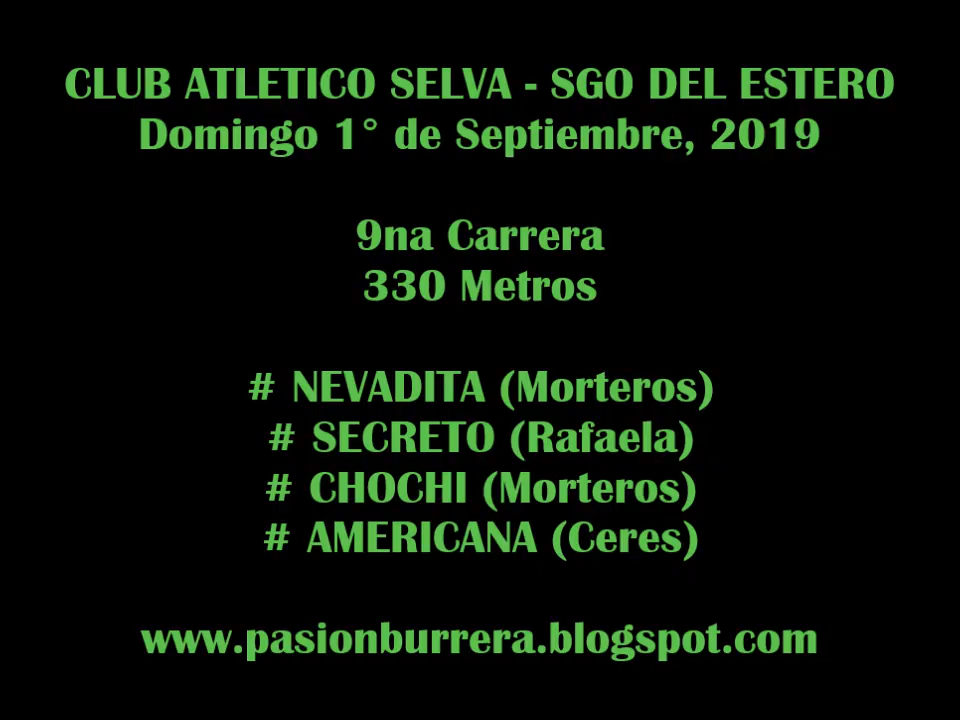 CLUB ATLETICO SELVA - SGO DEL ESTERO
Domingo 1° de Septiembre, 2019
9na Carrera
330 Metros
# NEVADITA (Morteros)
# SECRETO (Rafaela)
# CHOCHI (Morteros)
# AMERICANA (Ceres)
www.pasionburrera.blogspot.com